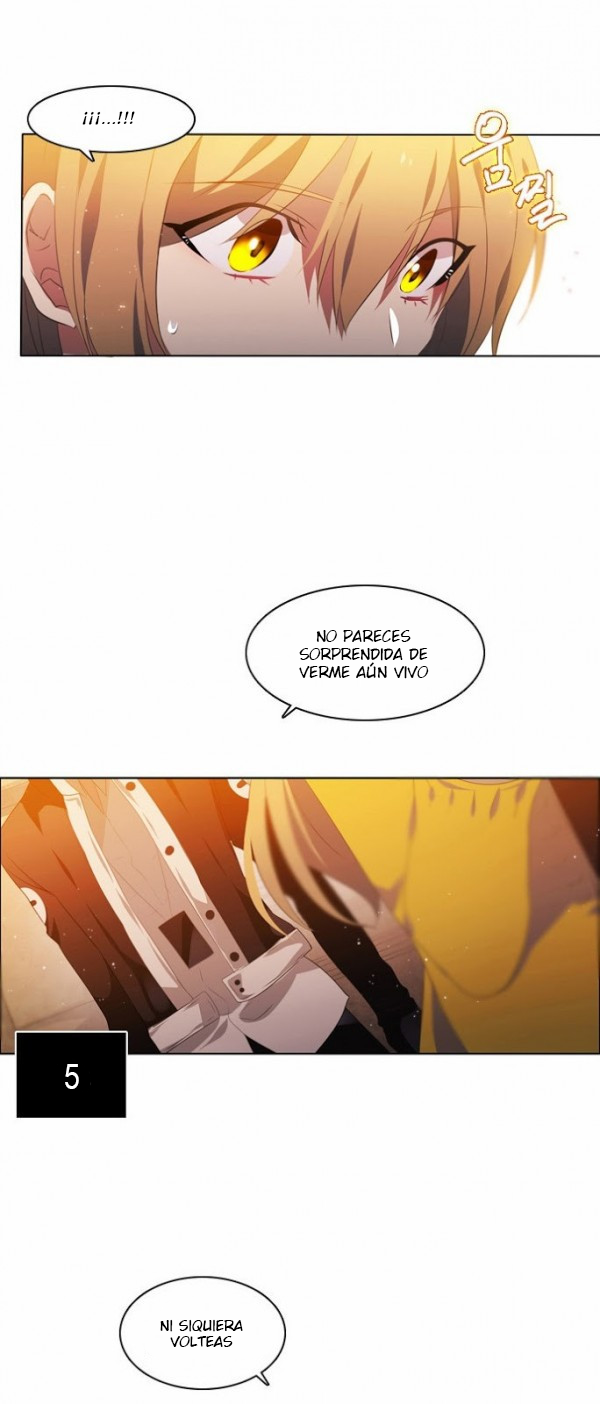 ¡¡¡...!!!
움찔
NO PARECES
SORPRENDIDA DE
VERME AÚN VIVO
5
NI SIQUIERA
VOLTEAS